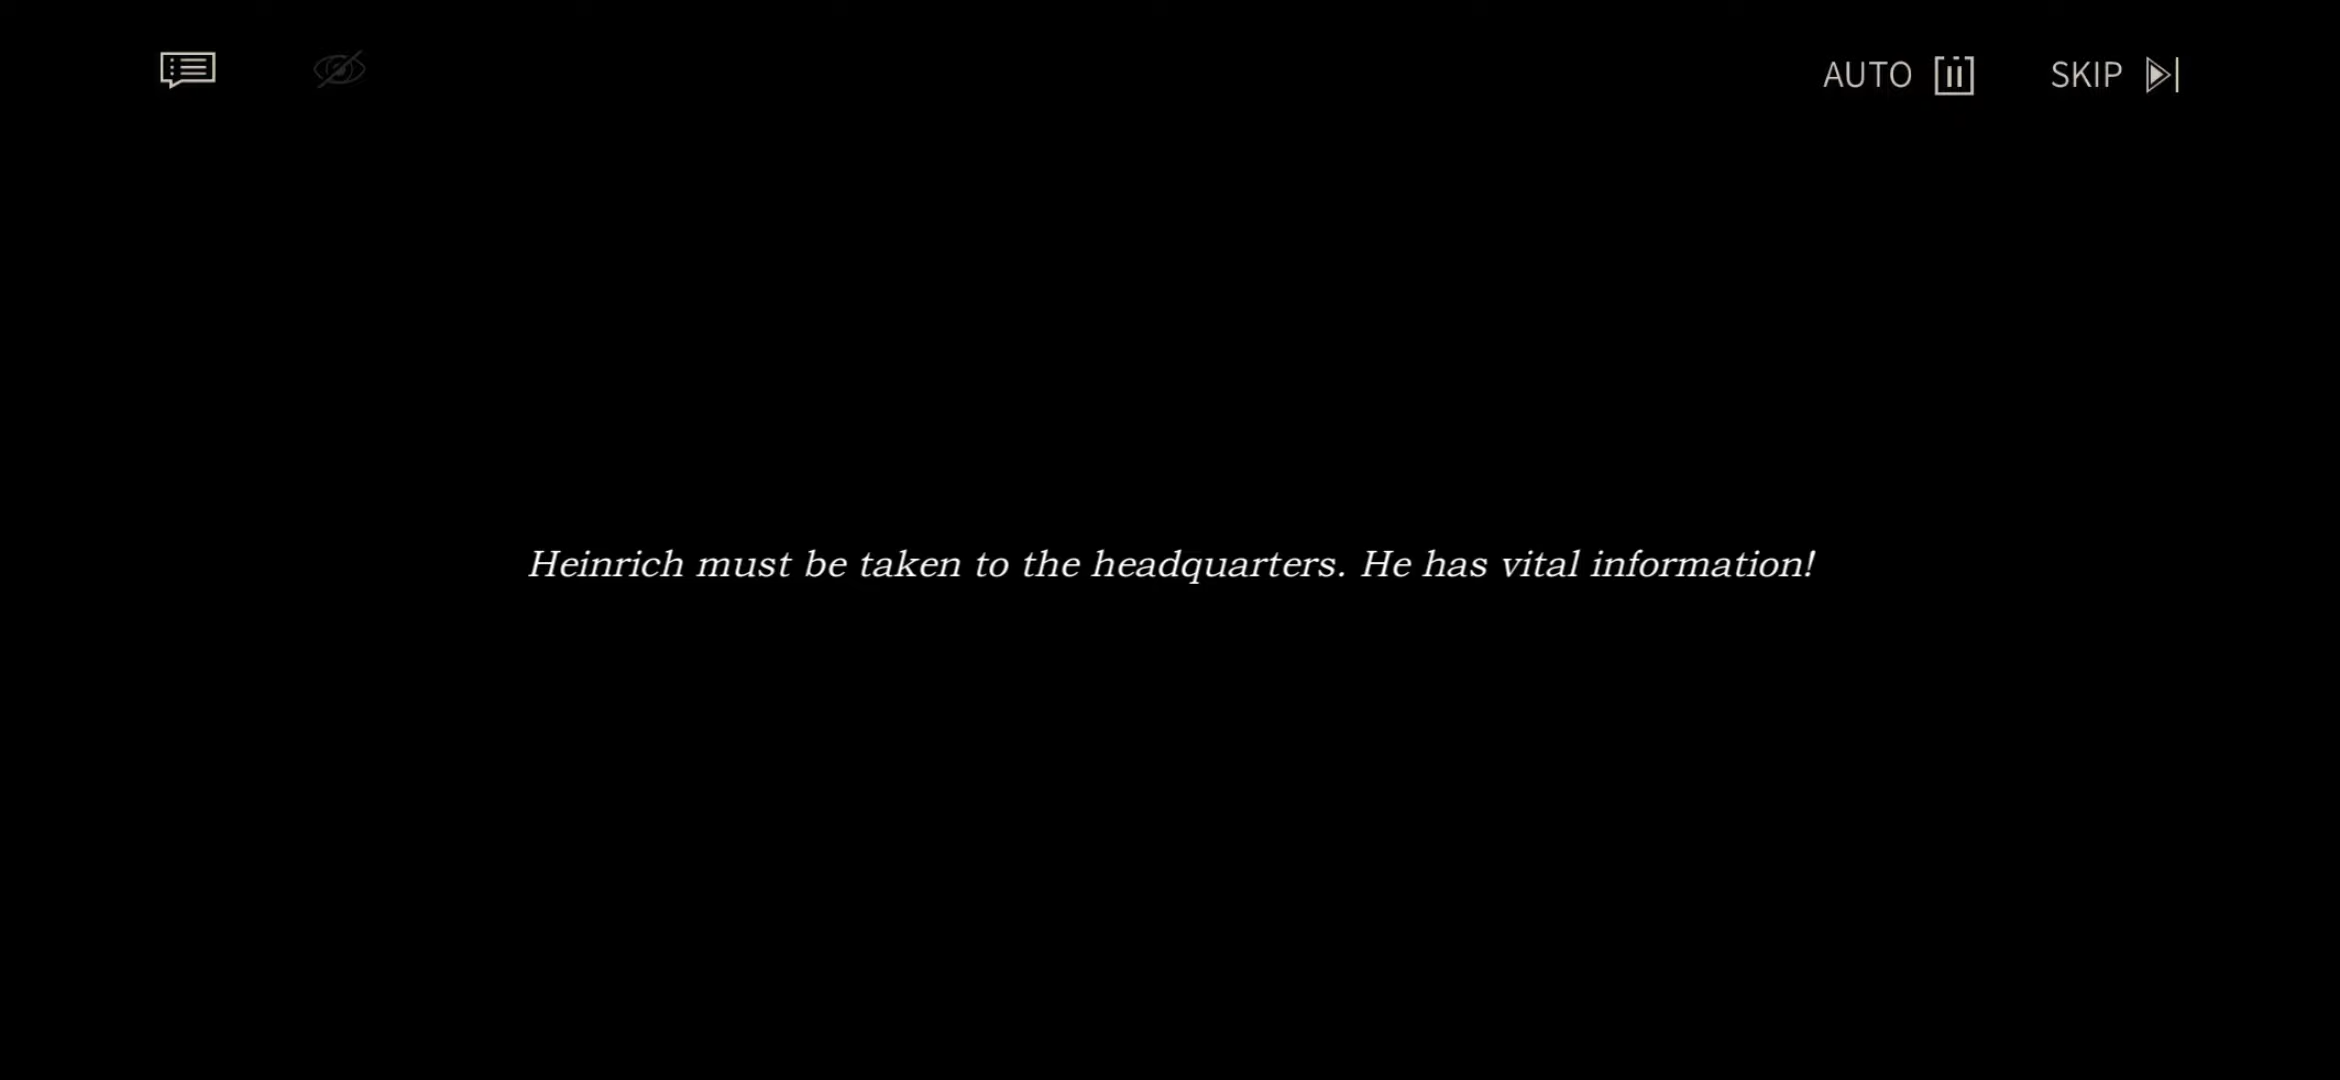 AUTO SKIP
Heinrich must be taken to the headquarters. He has vital information!